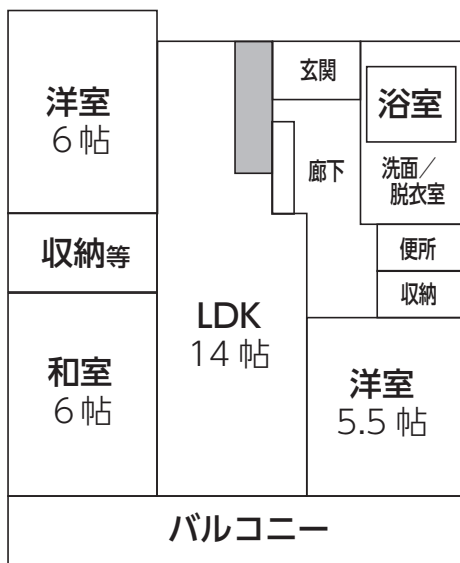 洋室
6帖
玄関
浴室
廊下
洗面／
脱衣室
収納等
便所
収納
LDK
14帖
和室
6帖
洋室
5.5帖
バルコニー